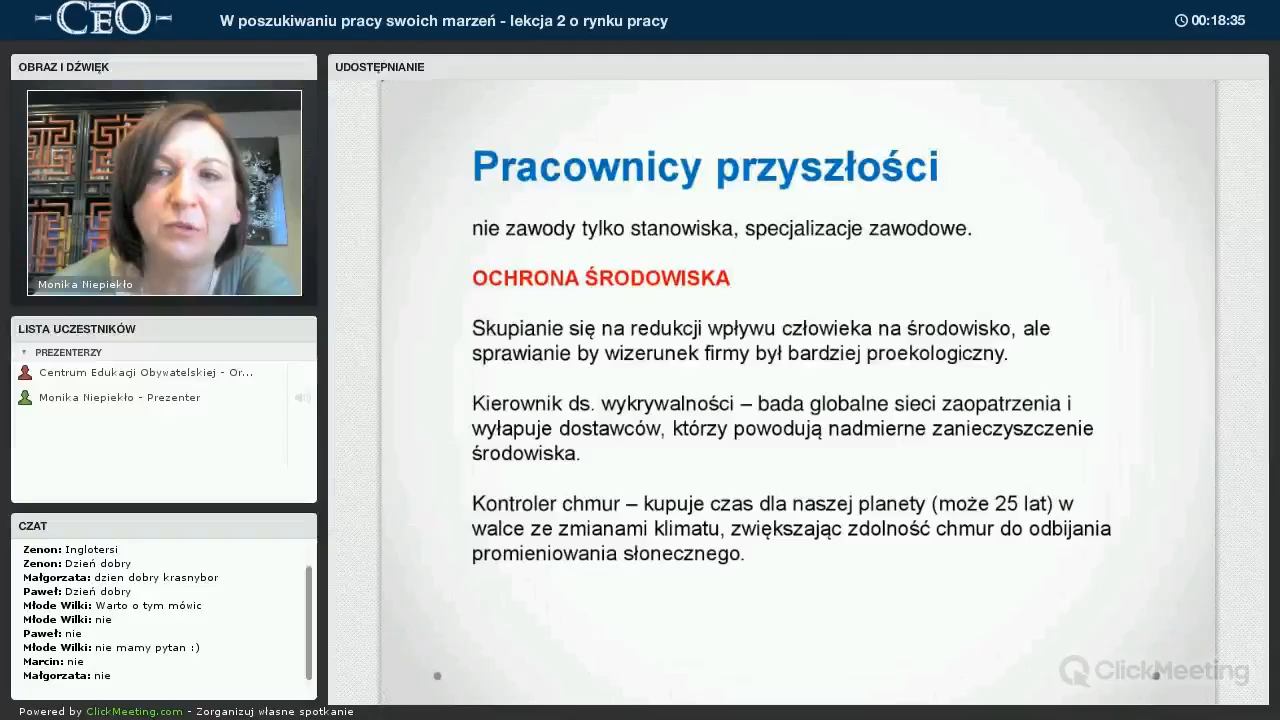 CEO
W poszukiwaniu pracy swoich marzeń - lekcja 2 o rynku pracy
00:18:35
OBRAZ I DŹWIĘK
Monika Niepiekło
LISTA UCZESTNIKÓW
PREZENTERZY
Centrum Edukacji Obywatelskiej - Or...
Monika Niepiekło - Prezenter
CZAT
Zenon: Inglotersi
Zenon: Dzień dobry
Małgorzata: dzien dobry krasnybor
Paweł: Dzień dobry
Młode Wilki: Warto o tym mówic
Młode Wilki: nie
Paweł: nie
Młode Wilki: nie mamy pytan :)
Marcin: nie
Małgorzata: nie
UDOSTĘPNIANIE
Pracownicy przyszłości
nie zawody tylko stanowiska, specjalizacje zawodowe.
OCHRONA ŚRODOWISKA
Skupianie się na redukcji wpływu człowieka na środowisko, ale
sprawianie by wizerunek firmy był bardziej proekologiczny.
Kierownik ds. wykrywalności – bada globalne sieci zaopatrzenia i
wyłapuje dostawców, którzy powodują nadmierne zanieczyszczenie
środowiska.
Kontroler chmur – kupuje czas dla naszej planety (może 25 lat) w
walce ze zmianami klimatu, zwiększając zdolność chmur do odbijania
promieniowania słonecznego.
ClickMeeting
Powered by ClickMeeting.com - Zorganizuj własne spotkanie